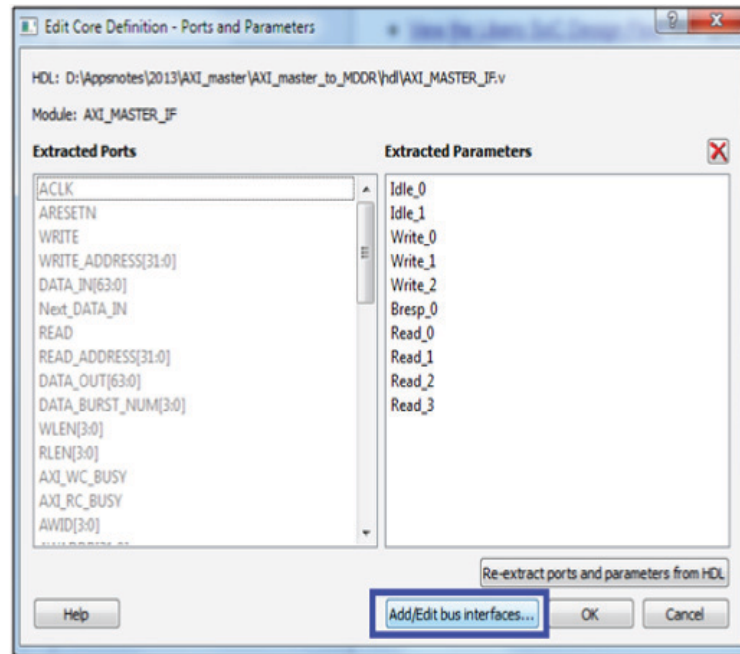 Edit Core Definition - Ports and Parameters
HDL: D:\Appsnotes\2013\AXI_master\AXI_master_to_MDDR\hdl\AXI_MASTER_IF.v
Module: AXI_MASTER_IF
Extracted Ports
Extracted Parameters
ACLK
ARESETN
WRITE
WRITE_ADDRESS[31:0]
DATA_IN[63:0]
Next_DATA_IN
READ
READ_ADDRESS[31:0]
DATA_OUT[63:0]
DATA_BURST_NUM[3:0]
WLEN[3:0]
RLEN[3:0]
AXI_WC_BUSY
AXI_RC_BUSY
AWID[3:0]
Idle_0
Idle_1
Write_0
Write_1
Write_2
Bresp_0
Read_0
Read_1
Read_2
Read_3
Re-extract ports and parameters from HDL
Help
Add/Edit bus interfaces...
OK
Cancel